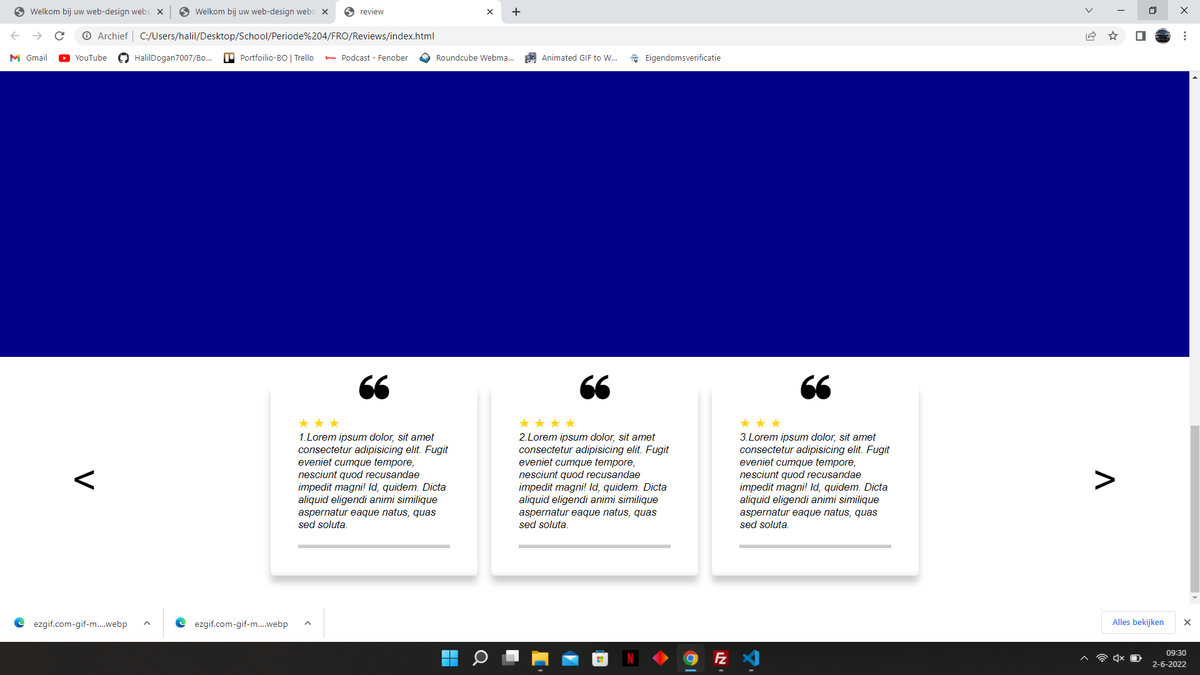 Welkom bij uw web-design webs
Welkom bij uw web-design webs
review
Archief
C:/Users/halil/Desktop/School/Periode%204/FRO/Reviews/index.html
Gmail
YouTube
HalilDogan7007/Bo...
Portfoilio-BO | Trello
Podcast - Fenober
Roundcube Webma...
Animated GIF to W...
Eigendomsverificatie
1.Lorem ipsum dolor, sit amet
consectetur adipisicing elit. Fugit
eveniet cumque tempore,
nesciunt quod recusandae
impedit magni! Id, quidem. Dicta
aliquid eligendi animi similique
aspernatur eaque natus, quas
sed soluta.
2.Lorem ipsum dolor, sit amet
consectetur adipisicing elit. Fugit
eveniet cumque tempore,
nesciunt quod recusandae
impedit magni! Id, quidem. Dicta
aliquid eligendi animi similique
aspernatur eaque natus, quas
sed soluta.
3.Lorem ipsum dolor, sit amet
consectetur adipisicing elit. Fugit
eveniet cumque tempore,
nesciunt quod recusandae
impedit magni! Id, quidem. Dicta
aliquid eligendi animi similique
aspernatur eaque natus, quas
sed soluta.
<
>
ezgif.com-gif-m....webp
ezgif.com-gif-m....webp
Alles bekijken
09:30
2-6-2022